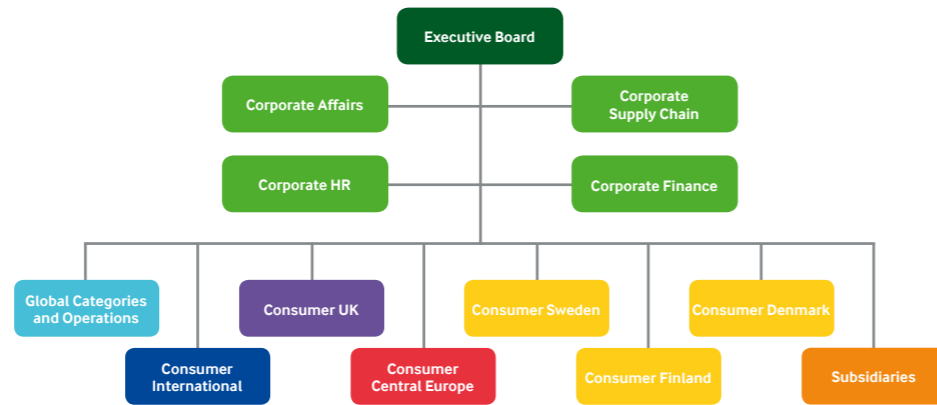 Executive Board
Corporate Affairs
Corporate
Supply Chain
Corporate HR
Corporate Finance
Global Categories
and Operations
Consumer UK
Consumer Sweden
Consumer Denmark
Consumer
International
Consumer
Central Europe
Consumer Finland
Subsidiaries